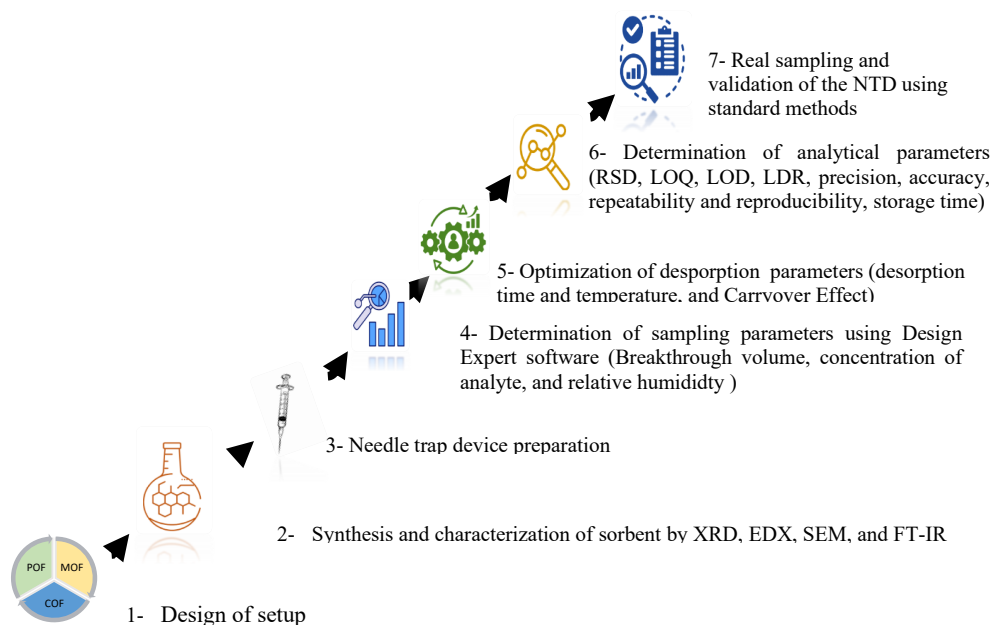 7- Real sampling and
validation of the NTD using
standard methods
6- Determination of analytical parameters
(RSD, LOQ, LOD, LDR, precision, accuracy,
repeatability and reproducibility, storage time)
5- Optimization of desporption parameters (desorption
time and temperature, and Carryover Effect)
4- Determination of sampling parameters using Design
Expert software (Breakthrough volume, concentration of
analyte, and relative humididty )
3- Needle trap device preparation
2- Synthesis and characterization of sorbent by XRD, EDX, SEM, and FT-IR
POF MOF
COF
1- Design of setup